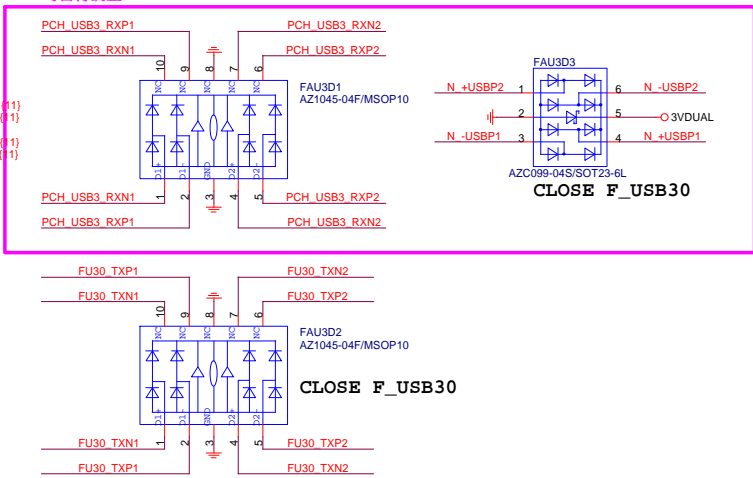 PCH_USB3_RXP1
PCH_USB3_RXN2
PCH_USB3_RXN1
PCH_USB3_RXP2
10 9 8 7 6
NC NC NC NC
FAU3D1
AZ1045-04F/MSOP10
{11}
{11}
{11}
{11}
D1+ D1- GND D2+ D2-
1 2 3 4 5
PCH_USB3_RXN1
PCH_USB3_RXP2
PCH_USB3_RXP1
PCH_USB3_RXN2
FAU3D3
N_+USBP2 1 6 N_-USBP2
2 5 3VDUAL
N_-USBP1 3 4 N_+USBP1
AZC099-04S/SOT23-6L
CLOSE F_USB30
FU30_TXP1
FU30_TXN2
FU30_TXN1
FU30_TXP2
10 9 8 7 6
NC NC NC NC
FAU3D2
AZ1045-04F/MSOP10
CLOSE F_USB30
D1+ D1- GND D2+ D2-
1 2 3 4 5
FU30_TXN1
FU30_TXP2
FU30_TXP1
FU30_TXN2